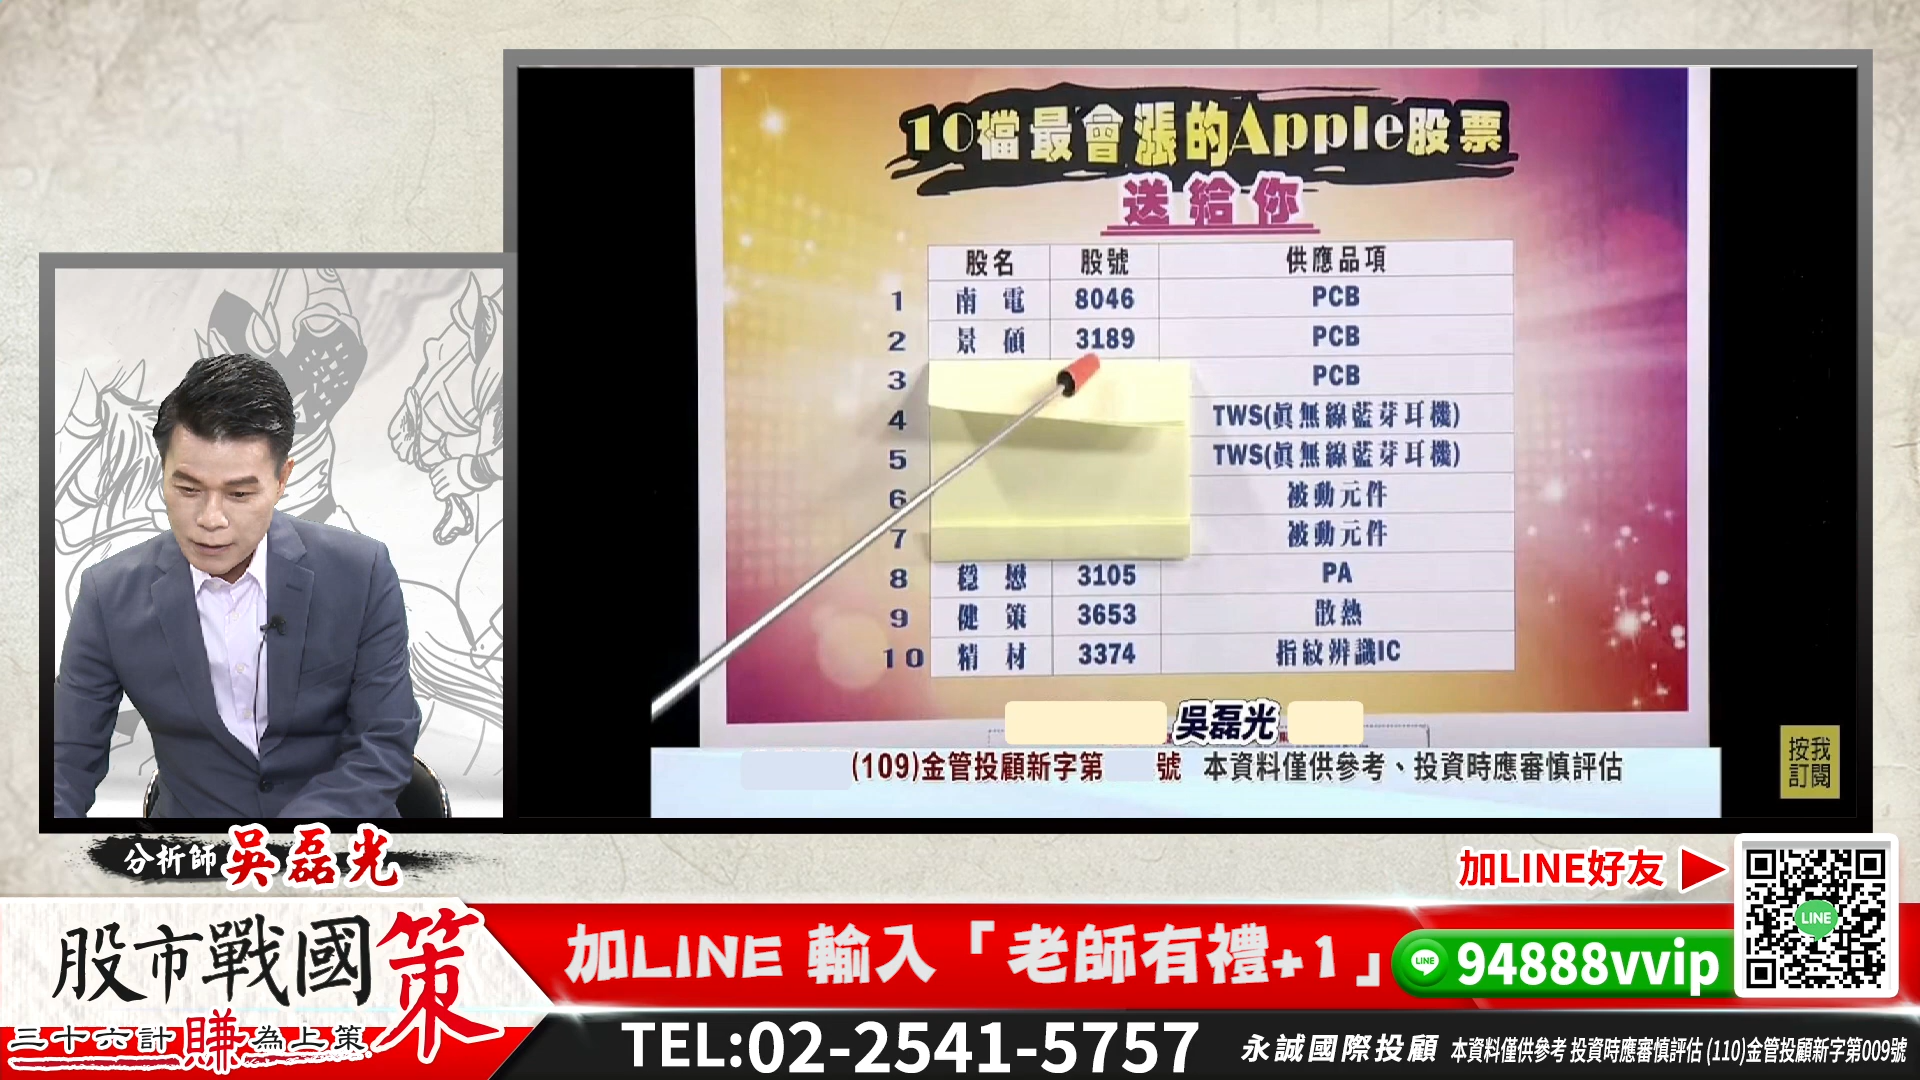 10檔最會漲的Apple股票
送給你
股名 股號 供應品項
1 南電 8046 PCB
2 景碩 3189 PCB
3 PCB
4 TWS(真無線藍芽耳機)
5 TWS(真無線藍芽耳機)
6 被動元件
7 被動元件
8 穩懋 3105 PA
9 健策 3653 散熱
10 精材 3374 指紋辨識IC
吳磊光
(109)金管投顧新字第 號 本資料僅供參考、投資時應審慎評估
按我
訂閱
分析師 吳磊光
加LINE好友
股市戰國策
三十六計賺為上策
加LINE 輸入「老師有禮+1」
LINE 94888vvip
LINE
TEL:02-2541-5757
永誠國際投顧 本資料僅供參考 投資時應審慎評估 (110)金管投顧新字第009號